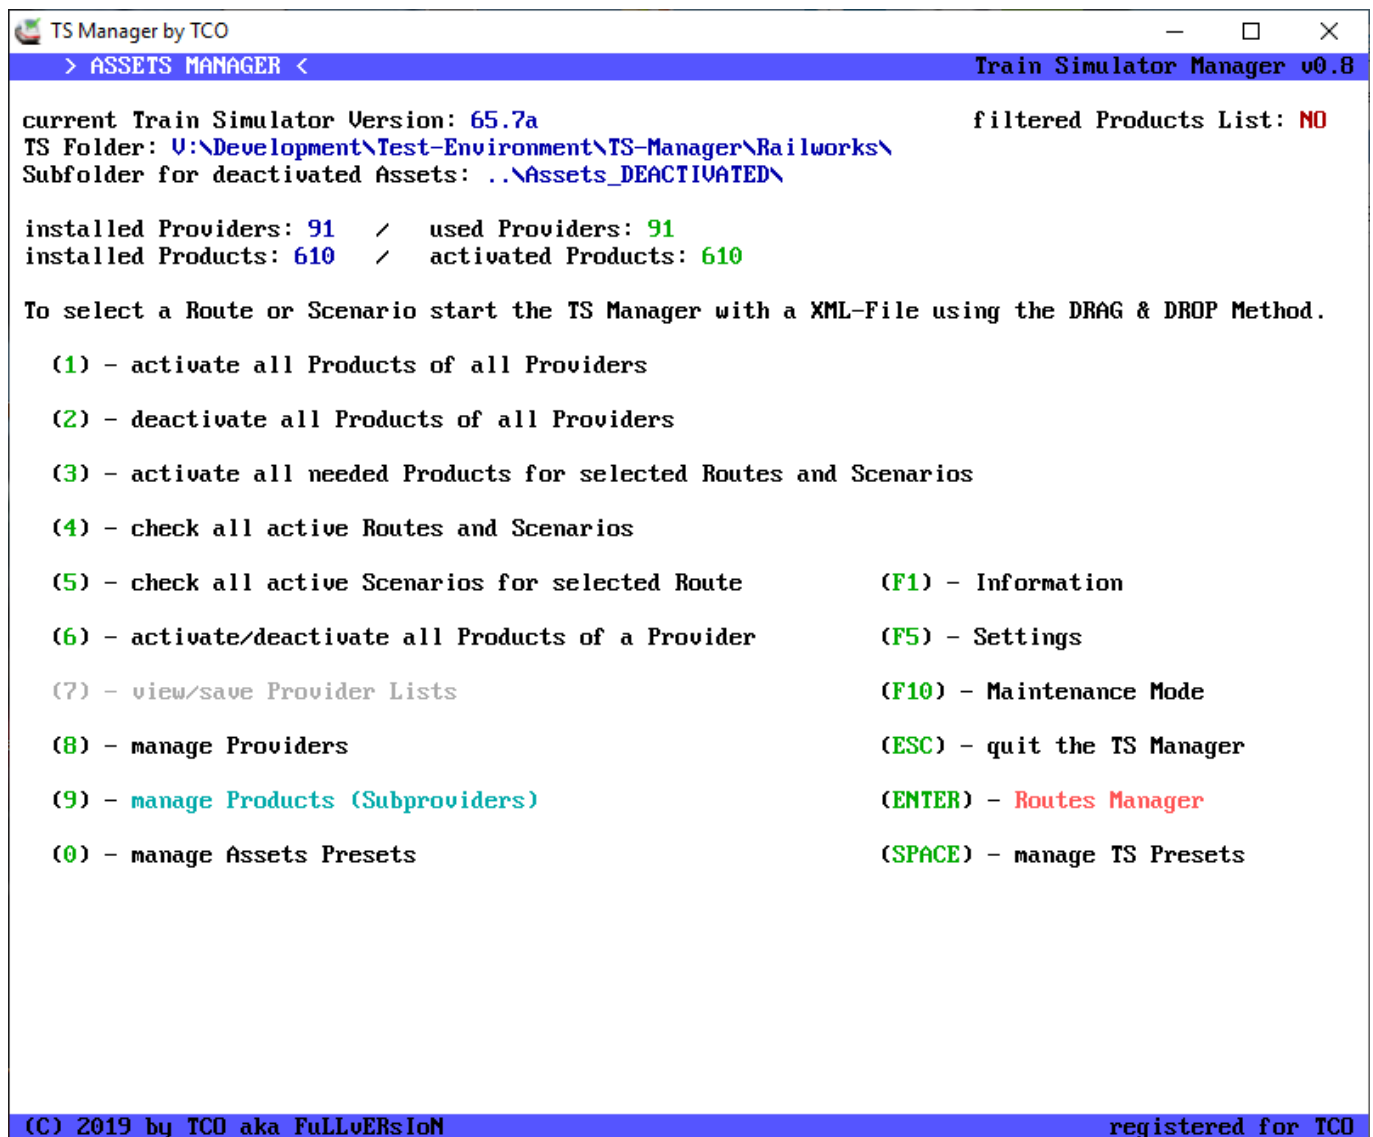 TS Manager by TCO
> ASSETS MANAGER < Train Simulator Manager v0.8
current Train Simulator Version: 65.7a filtered Products List: NO
TS Folder: V:\Development\Test-Environment\TS-Manager\Railworks\
Subfolder for deactivated Assets: ..\Assets_DEACTIVATED\
installed Providers: 91 / used Providers: 91
installed Products: 610 / activated Products: 610
To select a Route or Scenario start the TS Manager with a XML-File using the DRAG & DROP Method.
(1) - activate all Products of all Providers
(2) - deactivate all Products of all Providers
(3) - activate all needed Products for selected Routes and Scenarios
(4) - check all active Routes and Scenarios
(5) - check all active Scenarios for selected Route (F1) - Information
(6) - activate/deactivate all Products of a Provider (F5) - Settings
(7) - view/save Provider Lists (F10) - Maintenance Mode
(8) - manage Providers (ESC) - quit the TS Manager
(9) - manage Products (Subproviders) (ENTER) - Routes Manager
(0) - manage Assets Presets (SPACE) - manage TS Presets
(C) 2019 by TCO aka FuLLvERsIoN registered for TCO